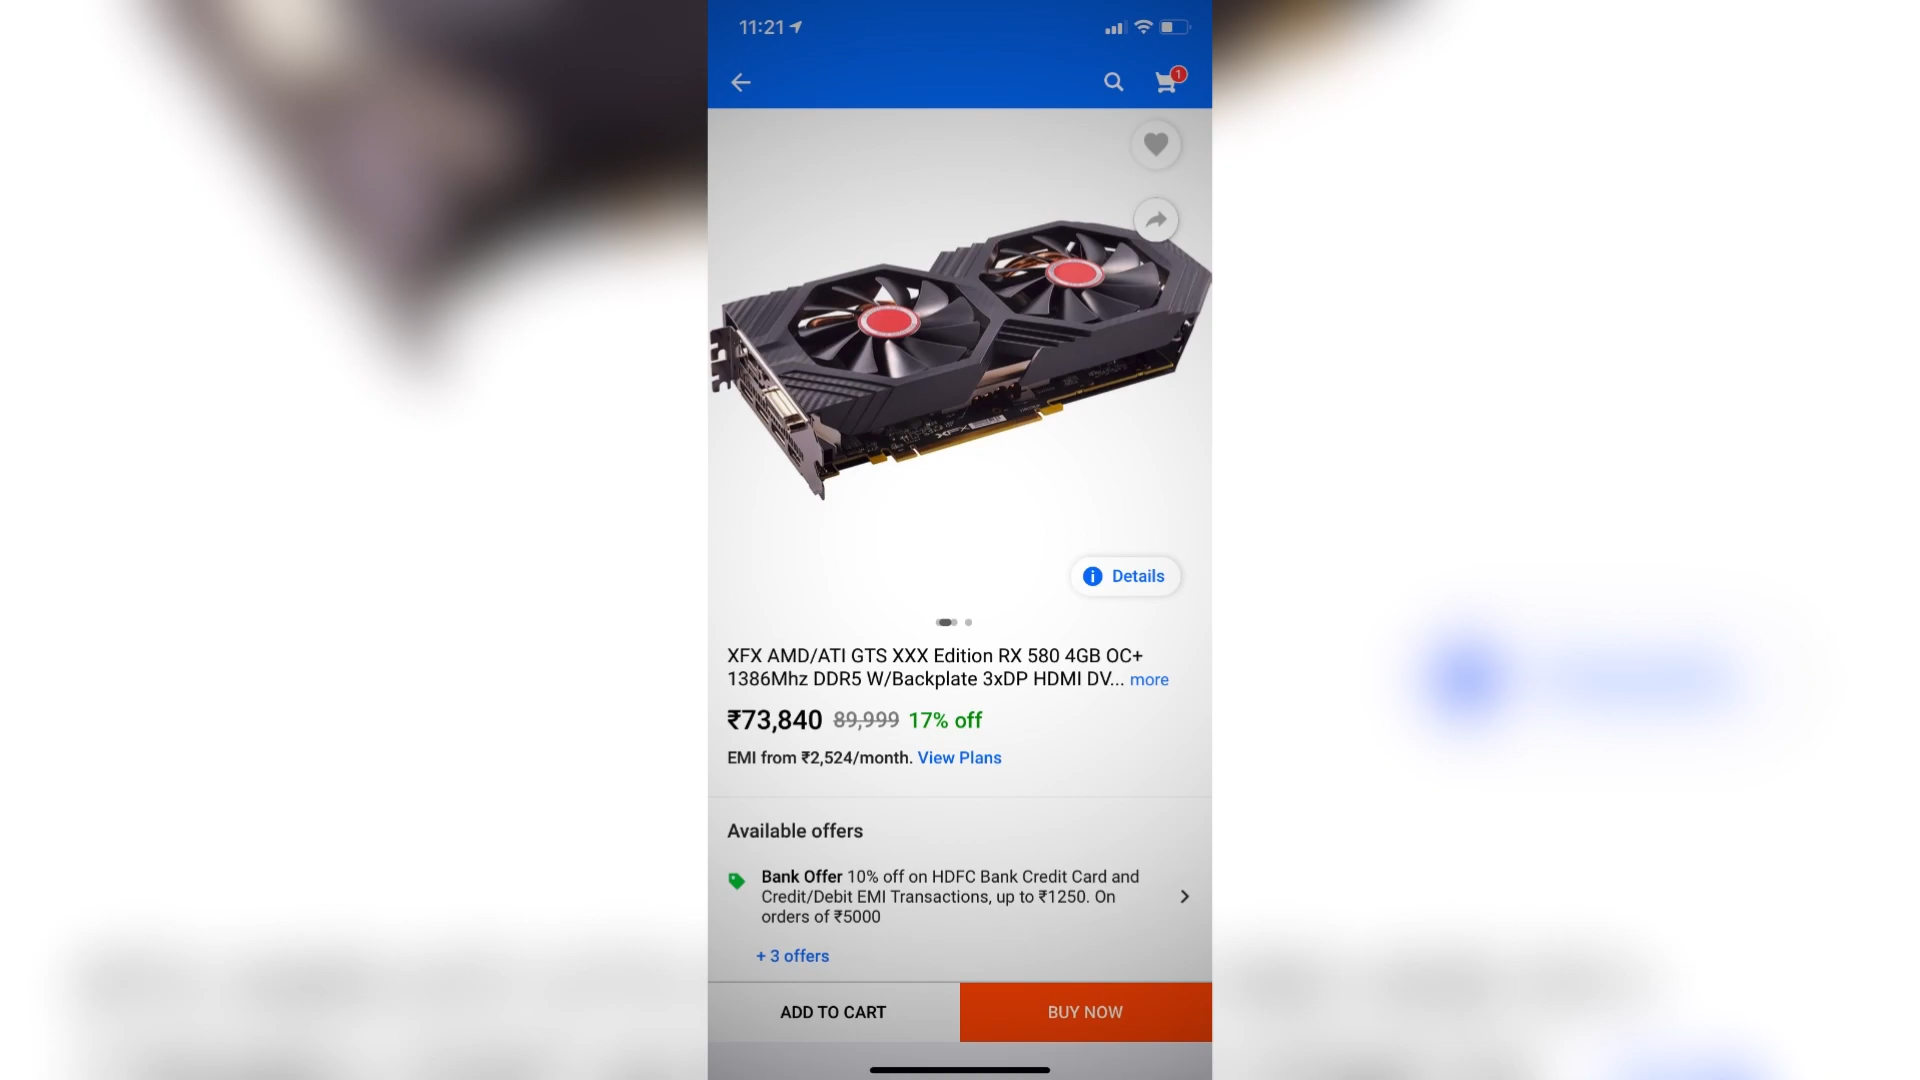 11:21
1
XFX
Details
XFX AMD/ATI GTS XXX Edition RX 580 4GB OC+
1386Mhz DDR5 W/Backplate 3xDP HDMI DV... more
₹73,840 89,999 17% off
EMI from ₹2,524/month. View Plans
Available offers
Bank Offer 10% off on HDFC Bank Credit Card and
Credit/Debit EMI Transactions, up to ₹1250. On
orders of ₹5000
+ 3 offers
ADD TO CART
BUY NOW